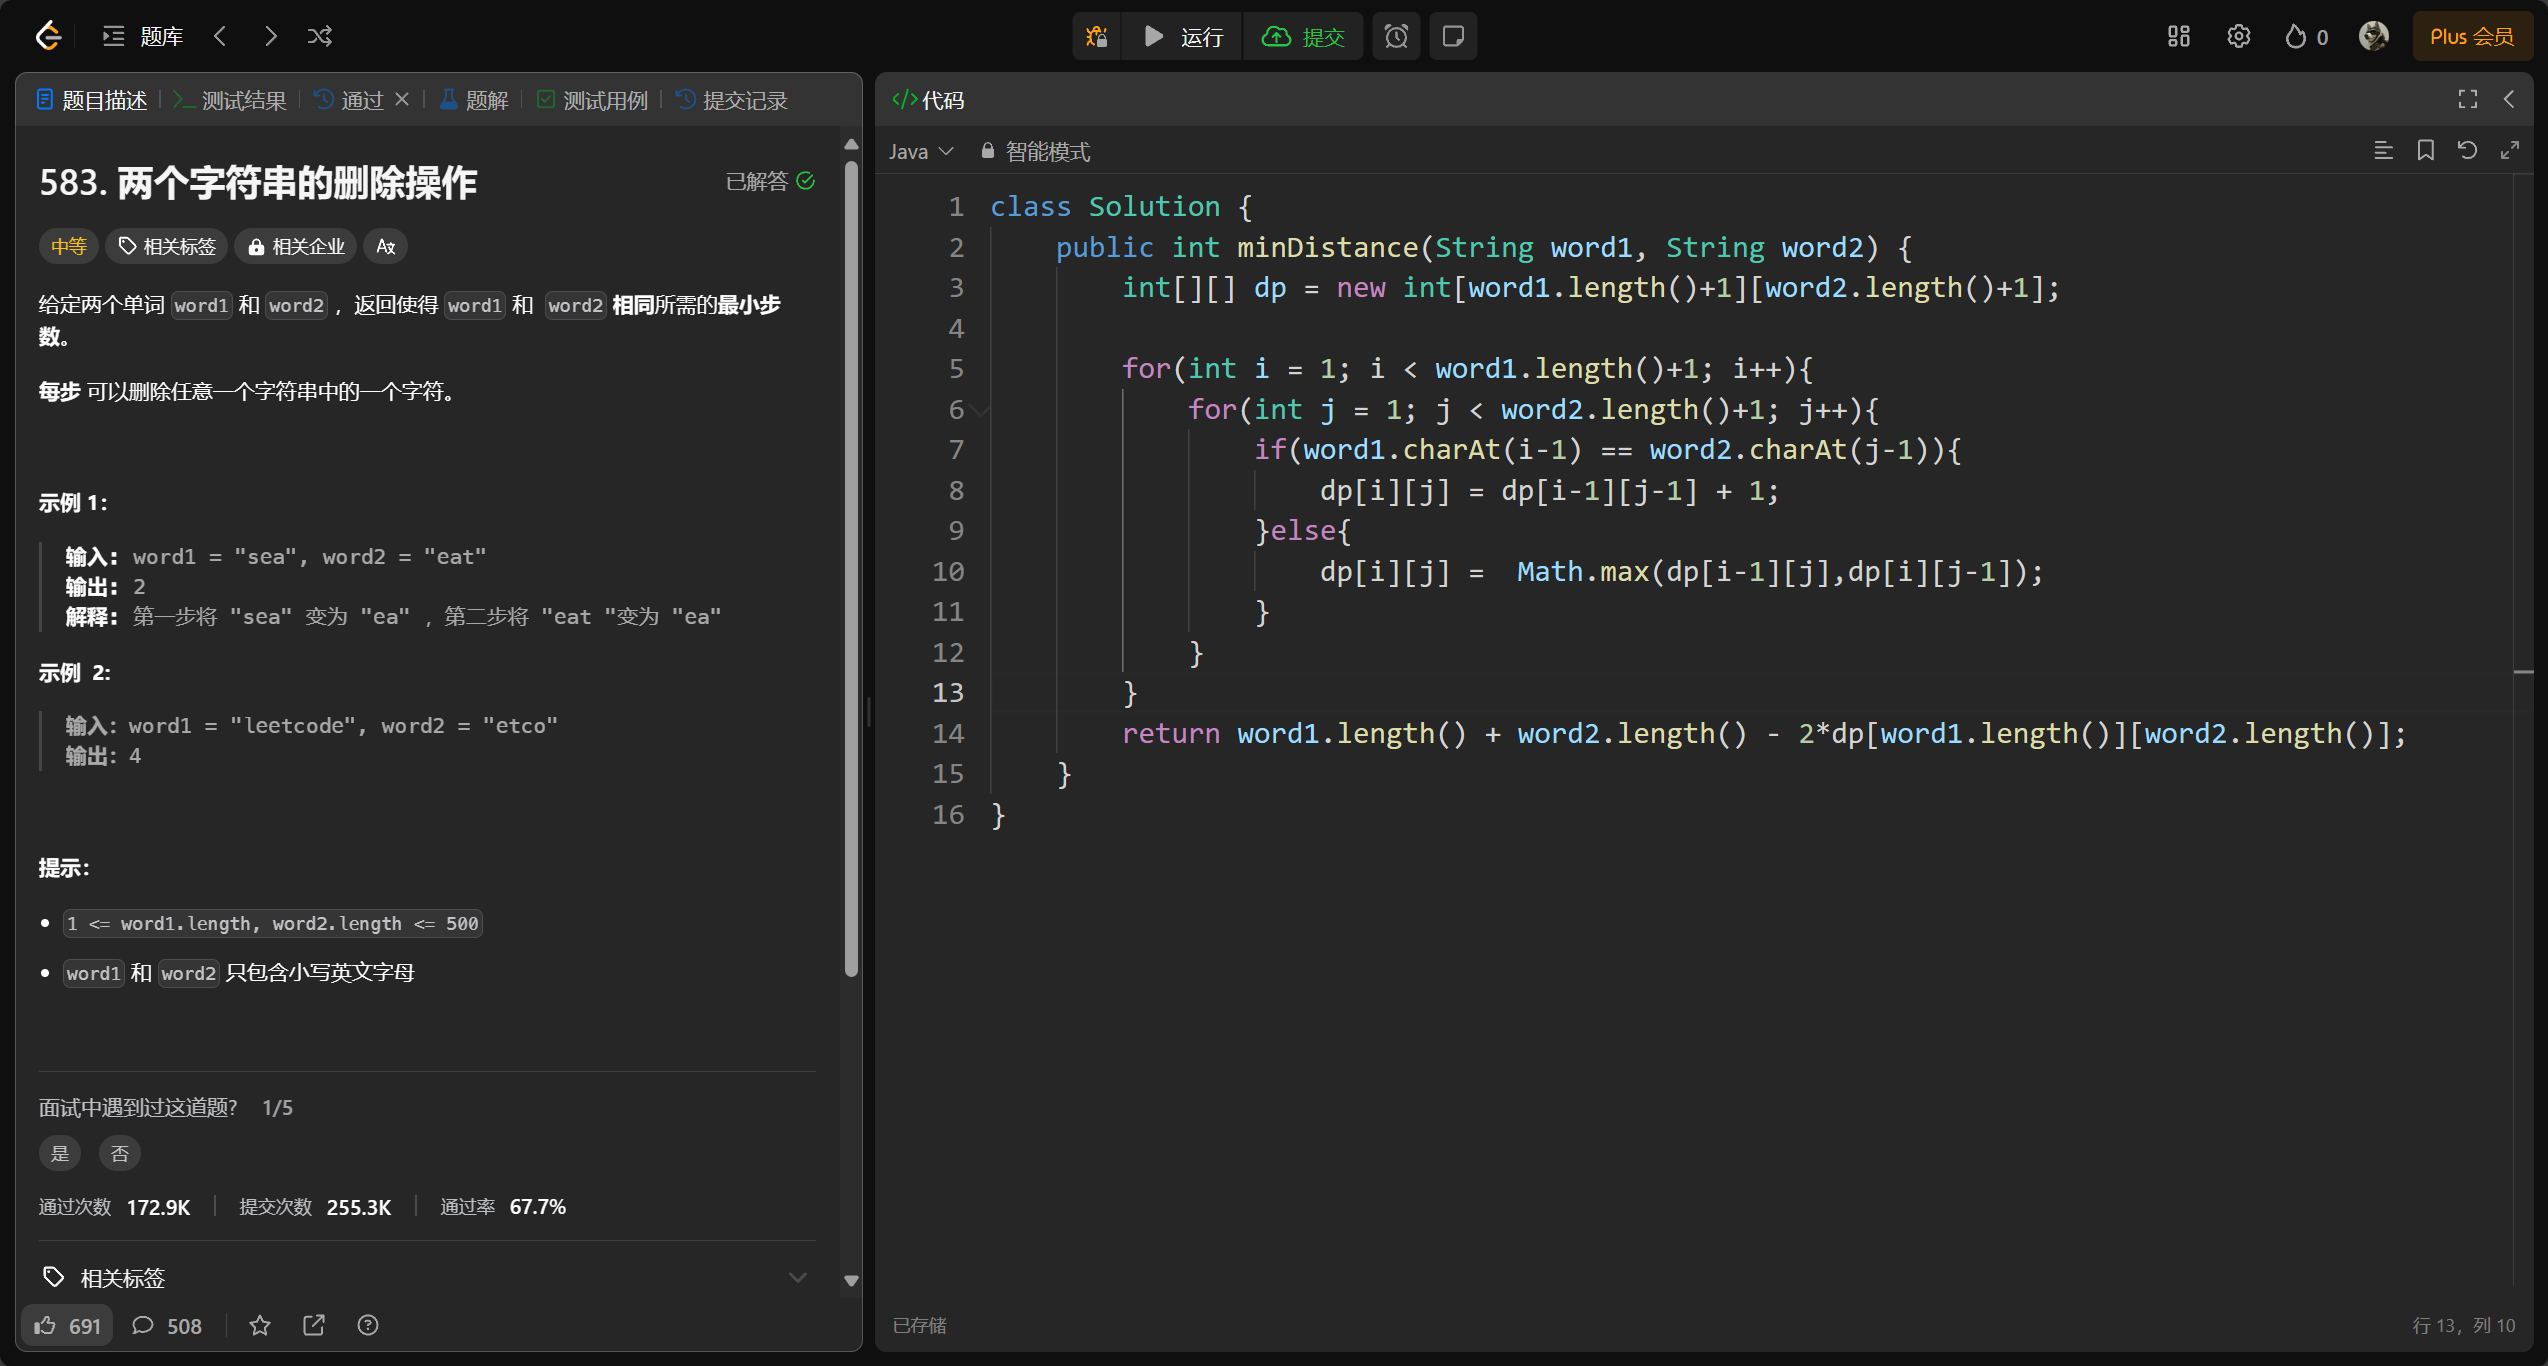 题库
运行
提交
0
Plus 会员
题目描述
测试结果
通过
题解
测试用例
提交记录
583. 两个字符串的删除操作
已解答
中等
相关标签
相关企业
给定两个单词 word1 和 word2 ，返回使得 word1 和 word2 相同所需的最小步
数。
每步 可以删除任意一个字符串中的一个字符。
示例 1：
输入: word1 = "sea", word2 = "eat"
输出: 2
解释: 第一步将 "sea" 变为 "ea" ，第二步将 "eat "变为 "ea"
示例 2:
输入：word1 = "leetcode", word2 = "etco"
输出：4
提示：
1 <= word1.length, word2.length <= 500
word1 和 word2 只包含小写英文字母
面试中遇到过这道题? 1/5
是
否
通过次数 172.9K
提交次数 255.3K
通过率 67.7%
相关标签
691
508
</>代码
Java
智能模式
1 class Solution {
2     public int minDistance(String word1, String word2) {
3         int[][] dp = new int[word1.length()+1][word2.length()+1];
4
5         for(int i = 1; i < word1.length()+1; i++){
6             for(int j = 1; j < word2.length()+1; j++){
7                 if(word1.charAt(i-1) == word2.charAt(j-1)){
8                     dp[i][j] = dp[i-1][j-1] + 1;
9                 }else{
10                     dp[i][j] =  Math.max(dp[i-1][j],dp[i][j-1]);
11                 }
12             }
13         }
14         return word1.length() + word2.length() - 2*dp[word1.length()][word2.length()];
15     }
16 }
已存储
行 13，列 10